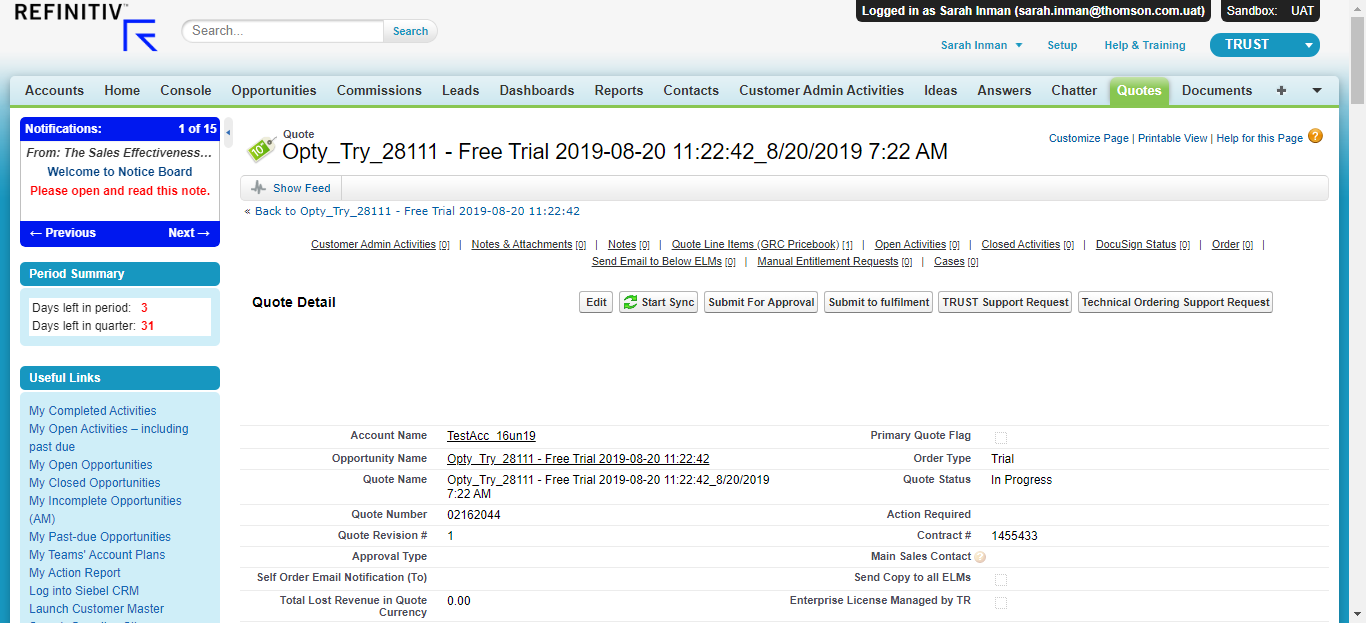 REFINITIV™
Search...
Search
Logged in as Sarah Inman (sarah.inman@thomson.com.uat)
Sandbox: UAT
Sarah Inman
Setup
Help & Training
TRUST
Accounts Home Console Opportunities Commissions Leads Dashboards Reports Contacts Customer Admin Activities Ideas Answers Chatter Quotes Documents +
Notifications: 1 of 15
From: The Sales Effectiveness...
Welcome to Notice Board
Please open and read this note.
← Previous Next →
Period Summary
Days left in period: 3
Days left in quarter: 31
Useful Links
My Completed Activities
My Open Activities – including
past due
My Open Opportunities
My Closed Opportunities
My Incomplete Opportunities
(AM)
My Past-due Opportunities
My Teams' Account Plans
My Action Report
Log into Siebel CRM
Launch Customer Master
10%
Quote
Opty_Try_28111 - Free Trial 2019-08-20 11:22:42_8/20/2019 7:22 AM
Customize Page | Printable View | Help for this Page ?
Show Feed
« Back to Opty_Try_28111 - Free Trial 2019-08-20 11:22:42
Customer Admin Activities [0] | Notes & Attachments [0] | Notes [0] | Quote Line Items (GRC Pricebook) [1] | Open Activities [0] | Closed Activities [0] | DocuSign Status [0] | Order [0] |
Send Email to Below ELMs [0] | Manual Entitlement Requests [0] | Cases [0]
Quote Detail
Edit Start Sync Submit For Approval Submit to fulfilment TRUST Support Request Technical Ordering Support Request
Account Name TestAcc_16un19 Primary Quote Flag
Opportunity Name Opty_Try_28111 - Free Trial 2019-08-20 11:22:42 Order Type Trial
Quote Name Opty_Try_28111 - Free Trial 2019-08-20 11:22:42_8/20/2019 Quote Status In Progress
7:22 AM
Quote Number 02162044 Action Required
Quote Revision # 1 Contract # 1455433
Approval Type Main Sales Contact ?
Self Order Email Notification (To) Send Copy to all ELMs
Total Lost Revenue in Quote 0.00 Enterprise License Managed by TR
Currency